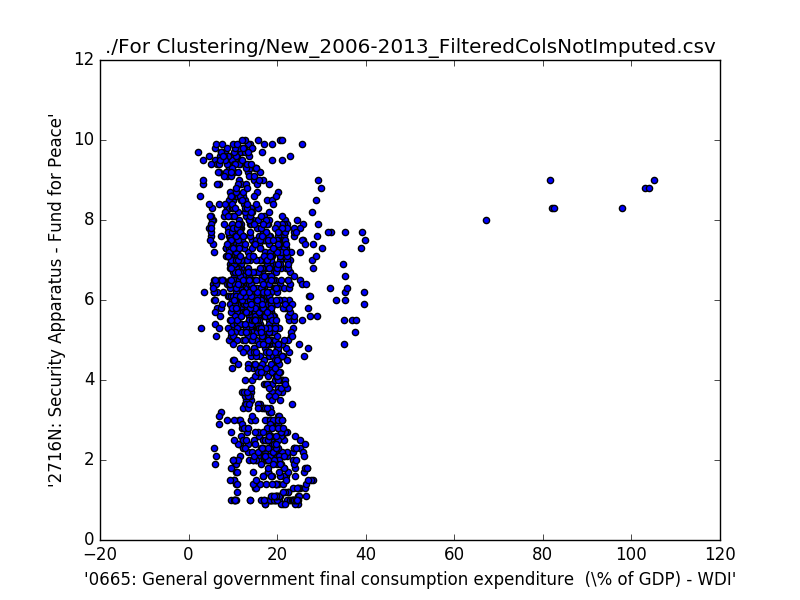 ./For Clustering/New_2006-2013_FilteredColsNotImputed.csv
12
10
8
6
4
2
0
'2716N: Security Apparatus - Fund for Peace'
−20 0 20 40 60 80 100 120
'0665: General government final consumption expenditure  (\% of GDP) - WDI'